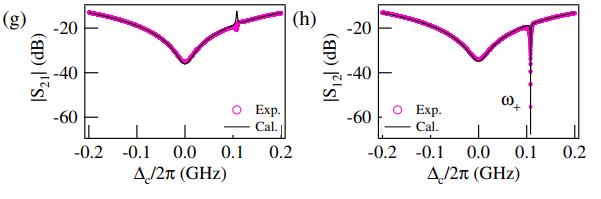 (g)
|S21| (dB)
-20
-40
-60
Exp.
Cal.
-0.2 -0.1 0.0 0.1 0.2
Δc/2π (GHz)
(h)
|S12| (dB)
-20
-40
-60
ω+
Exp.
Cal.
-0.2 -0.1 0.0 0.1 0.2
Δc/2π (GHz)